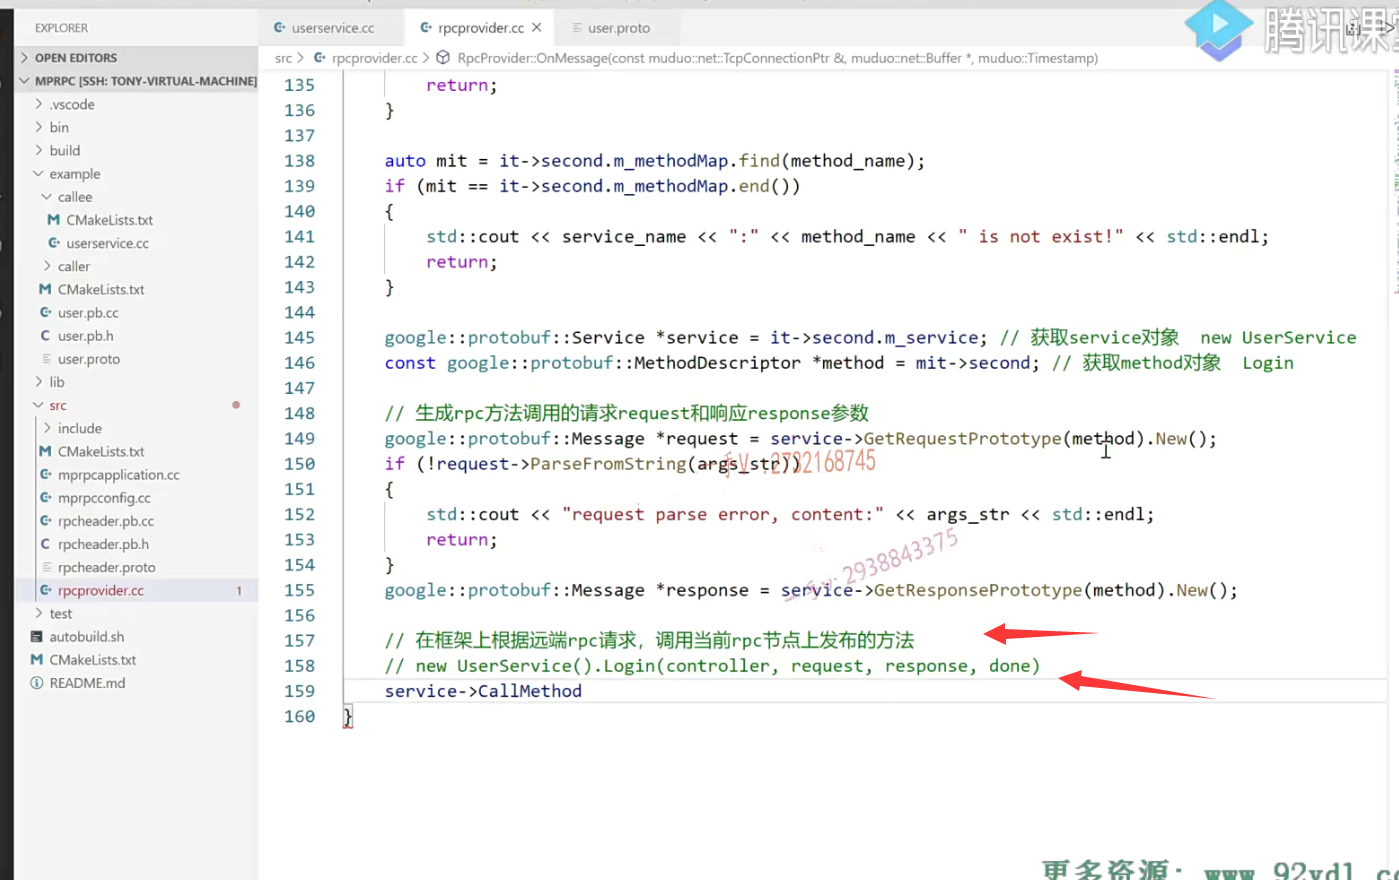 EXPLORER
userservice.cc
rpcprovider.cc
user.proto
腾讯课
OPEN EDITORS
src > rpcprovider.cc > RpcProvider::OnMessage(const muduo::net::TcpConnectionPtr &, muduo::net::Buffer *, muduo::Timestamp)
MPRPC [SSH: TONY-VIRTUAL-MACHINE]
.vscode
bin
build
example
callee
CMakeLists.txt
userservice.cc
caller
CMakeLists.txt
user.pb.cc
user.pb.h
user.proto
lib
src
include
CMakeLists.txt
mprpcapplication.cc
mprpcconfig.cc
rpcheader.pb.cc
rpcheader.pb.h
rpcheader.proto
rpcprovider.cc 1
test
autobuild.sh
CMakeLists.txt
README.md
135 return;
136 }
137
138 auto mit = it->second.m_methodMap.find(method_name);
139 if (mit == it->second.m_methodMap.end())
140 {
141 std::cout << service_name << ":" << method_name << " is not exist!" << std::endl;
142 return;
143 }
144
145 google::protobuf::Service *service = it->second.m_service; // 获取service对象 new UserService
146 const google::protobuf::MethodDescriptor *method = mit->second; // 获取method对象 Login
147
148 // 生成rpc方法调用的请求request和响应response参数
149 google::protobuf::Message *request = service->GetRequestPrototype(method).New();
150 if (!request->ParseFromString(args_str))
151 {
152 std::cout << "request parse error, content:" << args_str << std::endl;
153 return;
154 }
155 google::protobuf::Message *response = service->GetResponsePrototype(method).New();
156
157 // 在框架上根据远端rpc请求，调用当前rpc节点上发布的方法
158 // new UserService().Login(controller, request, response, done)
159 service->CallMethod
160 }
2732168745
2938843375
更多资源：www.92vdl.c